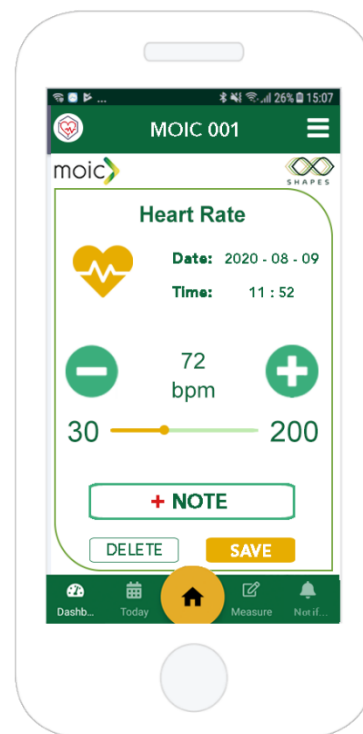 ... 26% 15:07
MOIC 001
moic
SHAPES
Heart Rate
Date: 2020 - 08 - 09
Time: 11 : 52
72
bpm
30 200
+ NOTE
DELETE SAVE
Dashb... Today Measure Notif...